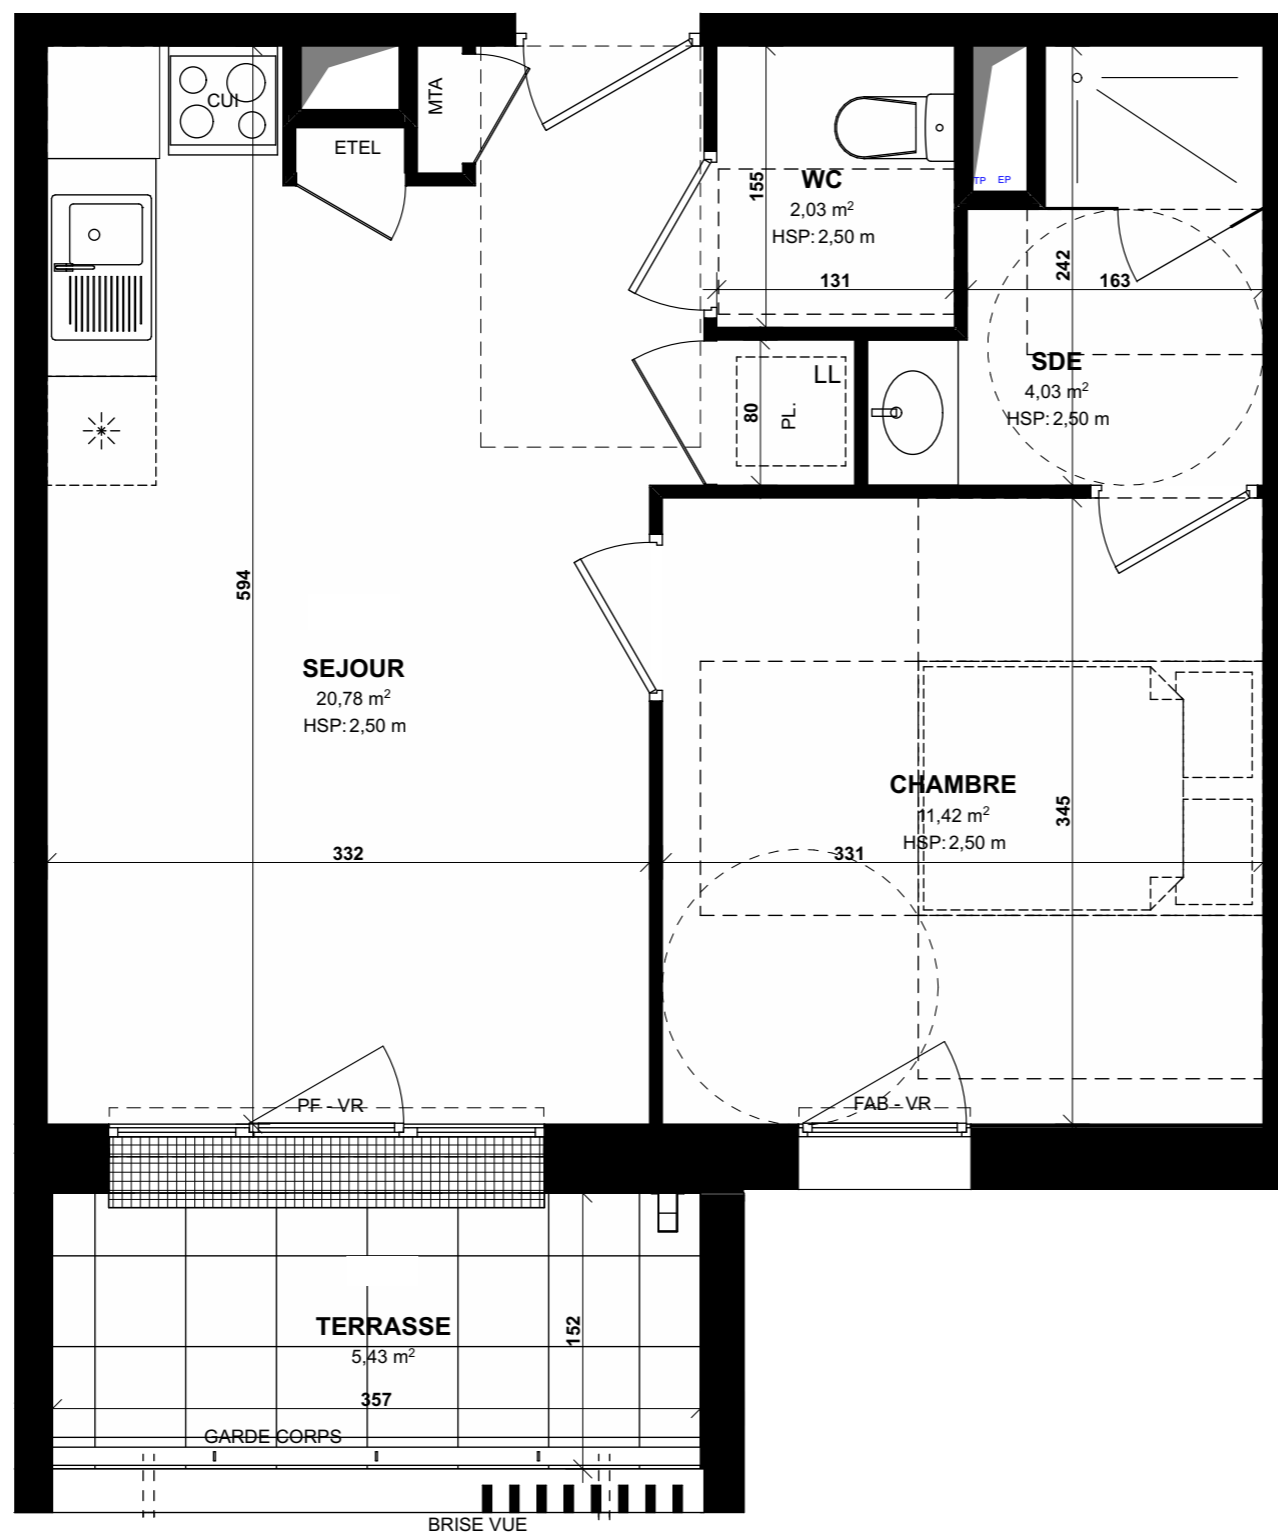 CUI
MTA
ETEL
WC
2,03 m²
HSP: 2,50 m
155
131
TP EP
242
163
SDE
4,03 m²
HSP: 2,50 m
LL
PL.
80
594
SEJOUR
20,78 m²
HSP: 2,50 m
332
CHAMBRE
11,42 m²
HSP: 2,50 m
345
331
PF - VR
FAB - VR
TERRASSE
5,43 m²
152
357
GARDE CORPS
BRISE VUE